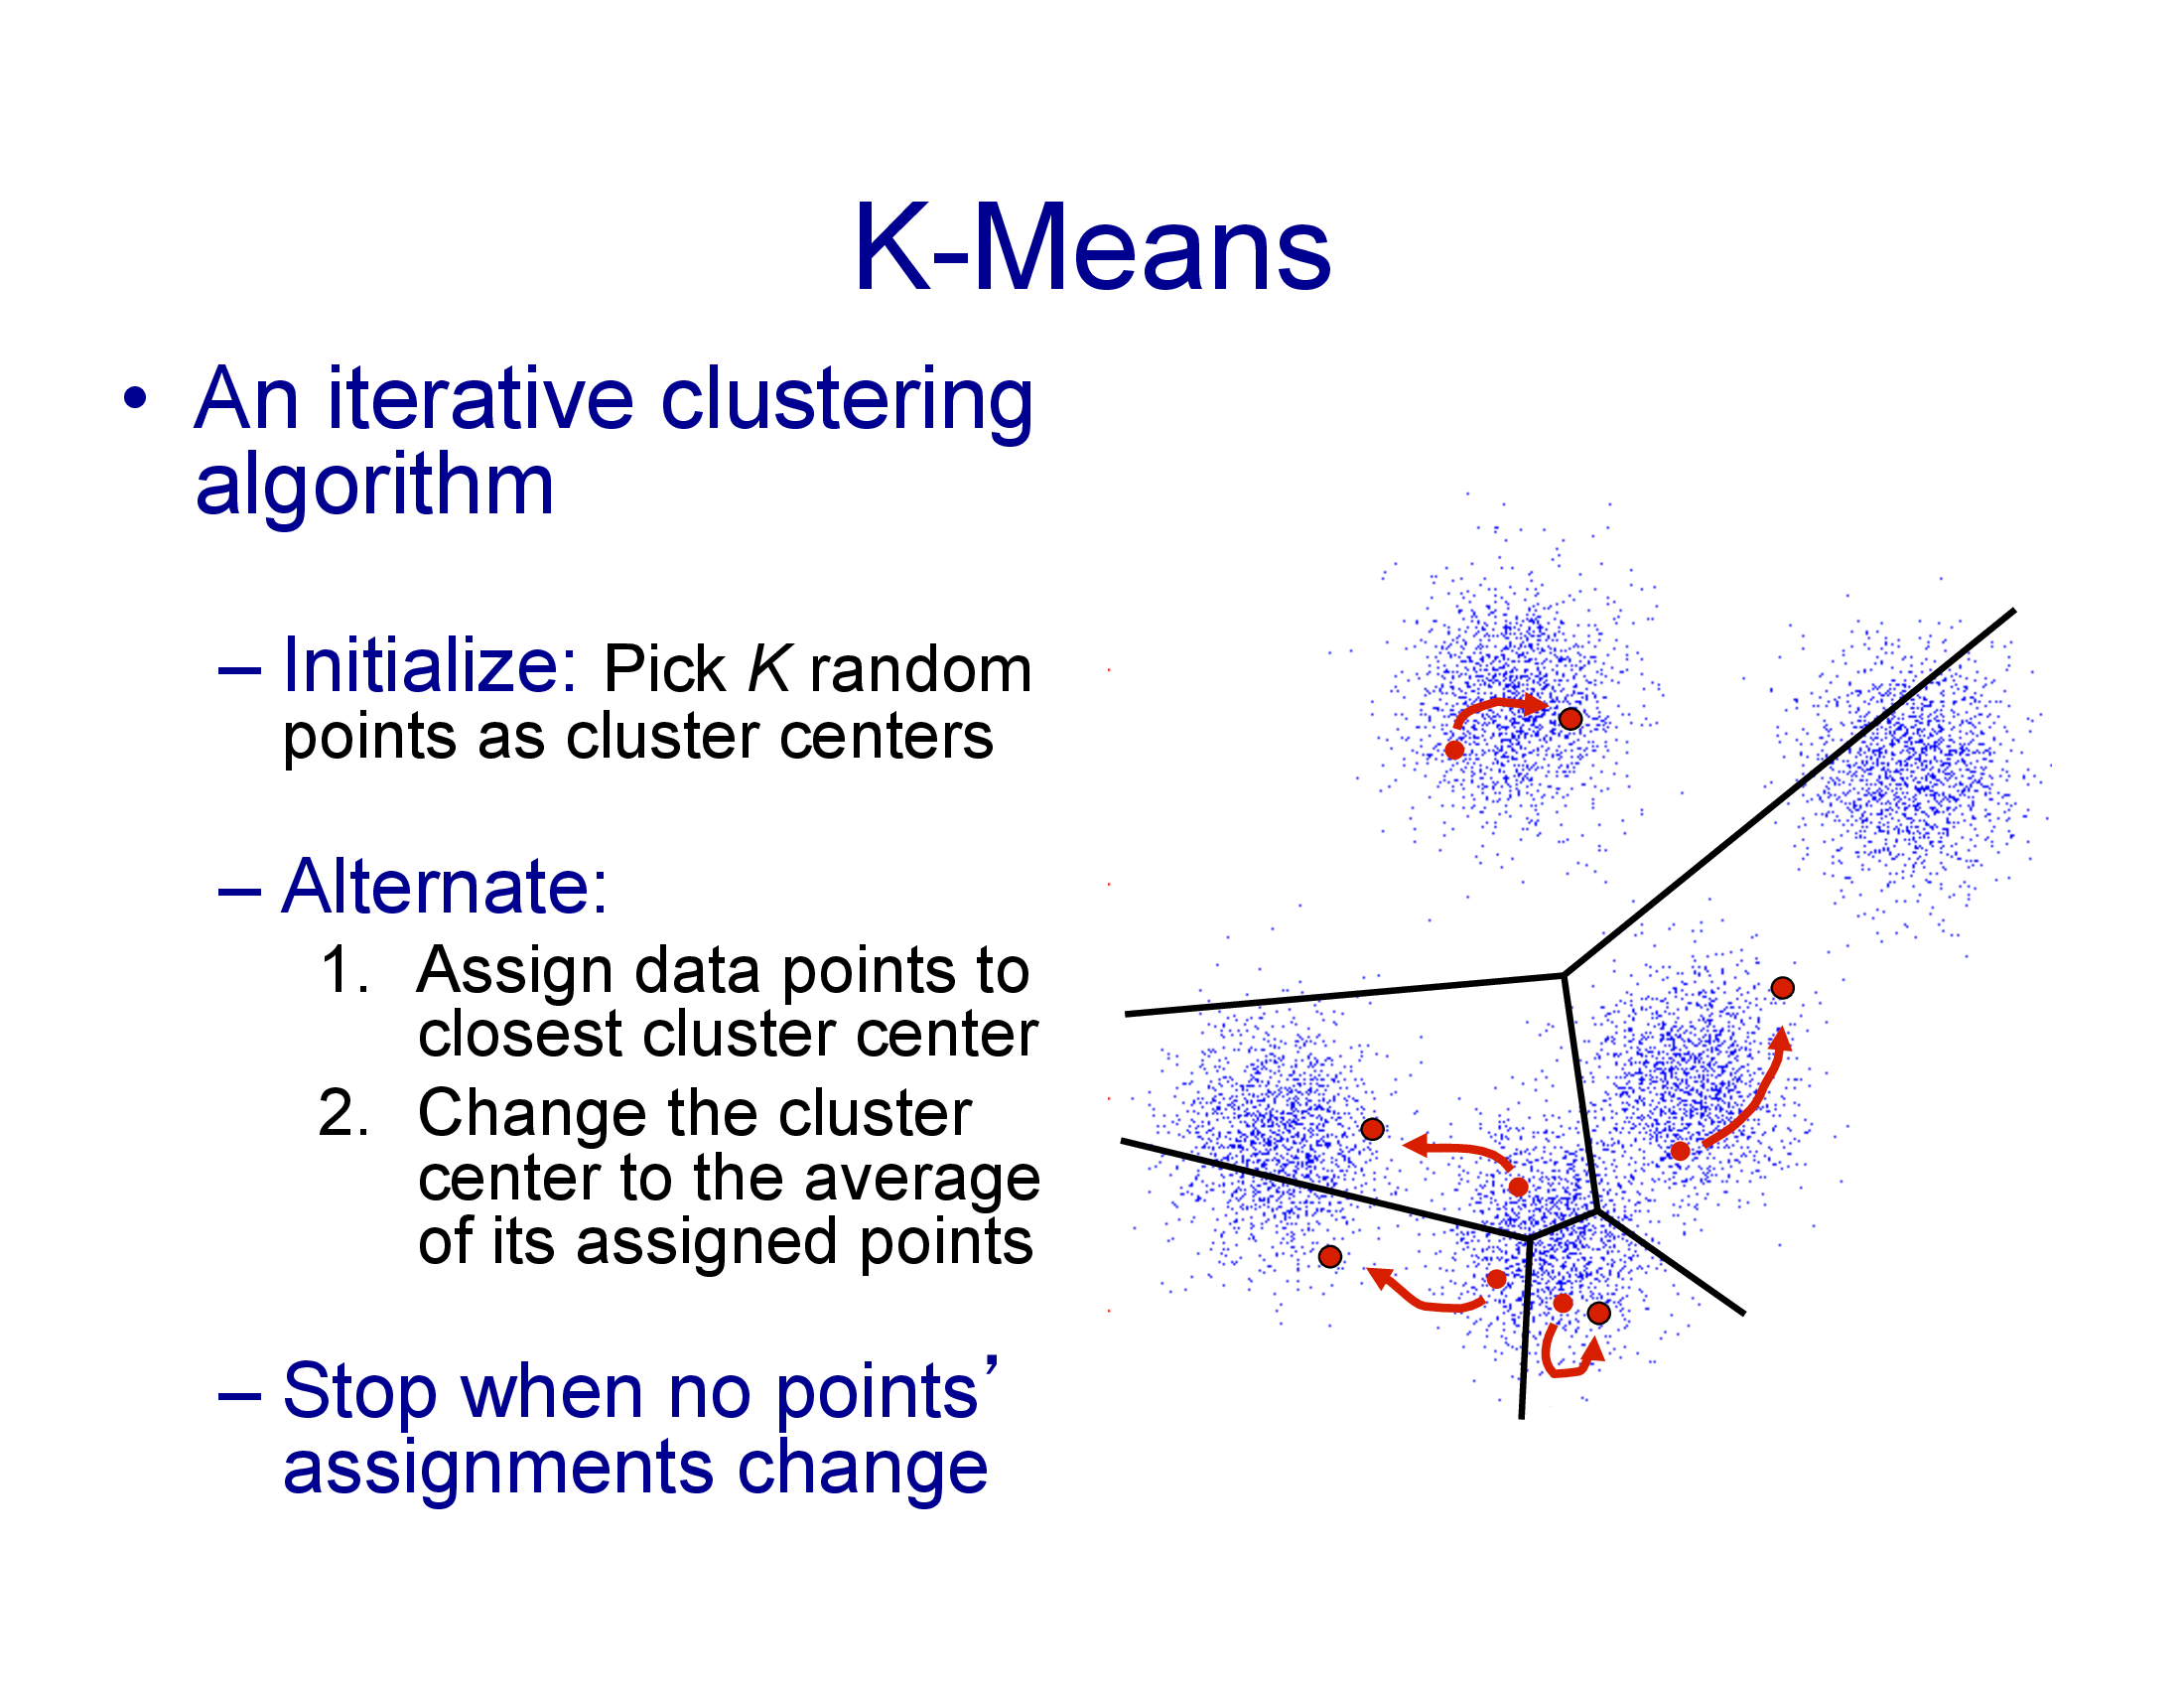 K-Means
• An iterative clustering
algorithm
– Initialize: Pick K random
points as cluster centers
– Alternate:
1. Assign data points to
closest cluster center
2. Change the cluster
center to the average
of its assigned points
– Stop when no points’
assignments change